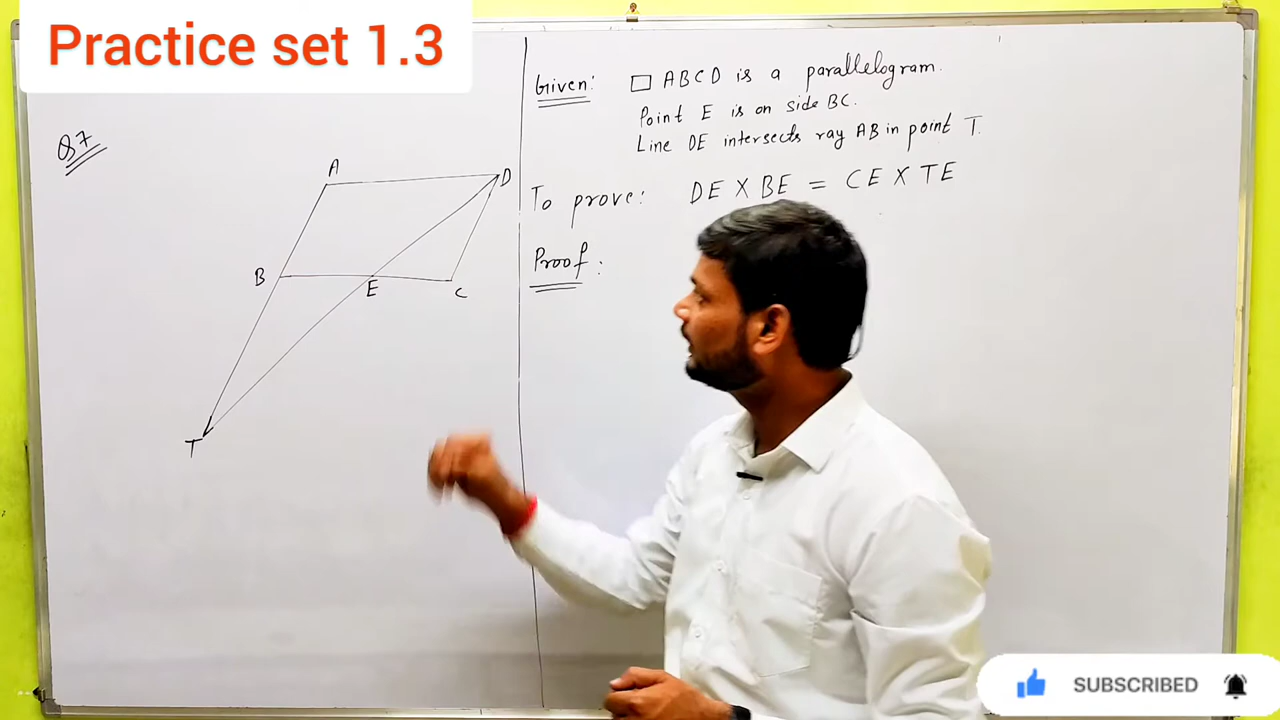 Practice set 1.3
Q7
A
D
B
E
C
T
Given: □ ABCD is a parallelogram.
Point E is on side BC.
Line DE intersects ray AB in point T.
To prove: DE X BE = CE X TE
Proof:
SUBSCRIBED